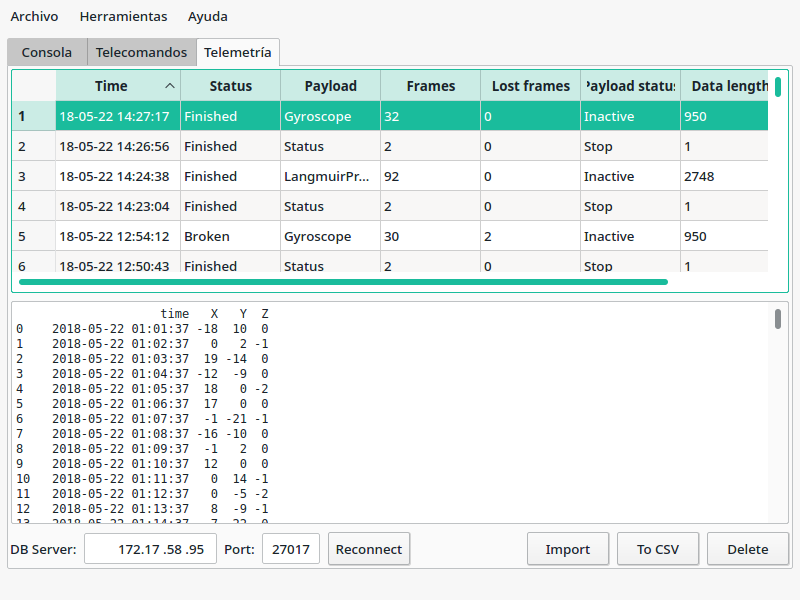 Archivo Herramientas Ayuda
Consola Telecomandos Telemetría
Time Status Payload Frames Lost frames Payload status Data length
1 18-05-22 14:27:17 Finished Gyroscope 32 0 Inactive 950
2 18-05-22 14:26:56 Finished Status 2 0 Stop 1
3 18-05-22 14:24:38 Finished LangmuirPr... 92 0 Inactive 2748
4 18-05-22 14:23:04 Finished Status 2 0 Stop 1
5 18-05-22 12:54:12 Broken Gyroscope 30 2 Inactive 950
6 18-05-22 12:50:43 Finished Status 2 0 Stop 1
time X Y Z
0 2018-05-22 01:01:37 -18 10 0
1 2018-05-22 01:02:37 0 2 -1
2 2018-05-22 01:03:37 19 -14 0
3 2018-05-22 01:04:37 -12 -9 0
4 2018-05-22 01:05:37 18 0 -2
5 2018-05-22 01:06:37 17 0 0
6 2018-05-22 01:07:37 -1 -21 -1
7 2018-05-22 01:08:37 -16 -10 0
8 2018-05-22 01:09:37 -1 2 0
9 2018-05-22 01:10:37 12 0 0
10 2018-05-22 01:11:37 0 14 -1
11 2018-05-22 01:12:37 0 -5 -2
12 2018-05-22 01:13:37 8 -9 -1
13 2018-05-22 01:14:37
DB Server: 172.17 .58 .95 Port: 27017 Reconnect Import To CSV Delete